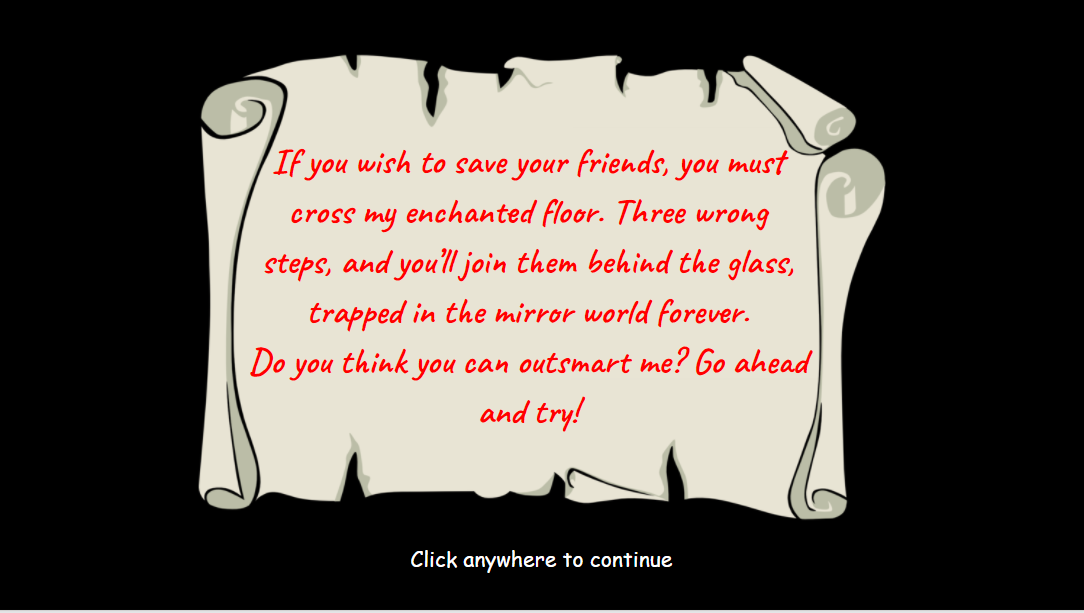 If you wish to save your friends, you must
cross my enchanted floor. Three wrong
steps, and you’ll join them behind the glass,
trapped in the mirror world forever.
Do you think you can outsmart me? Go ahead
and try!
Click anywhere to continue